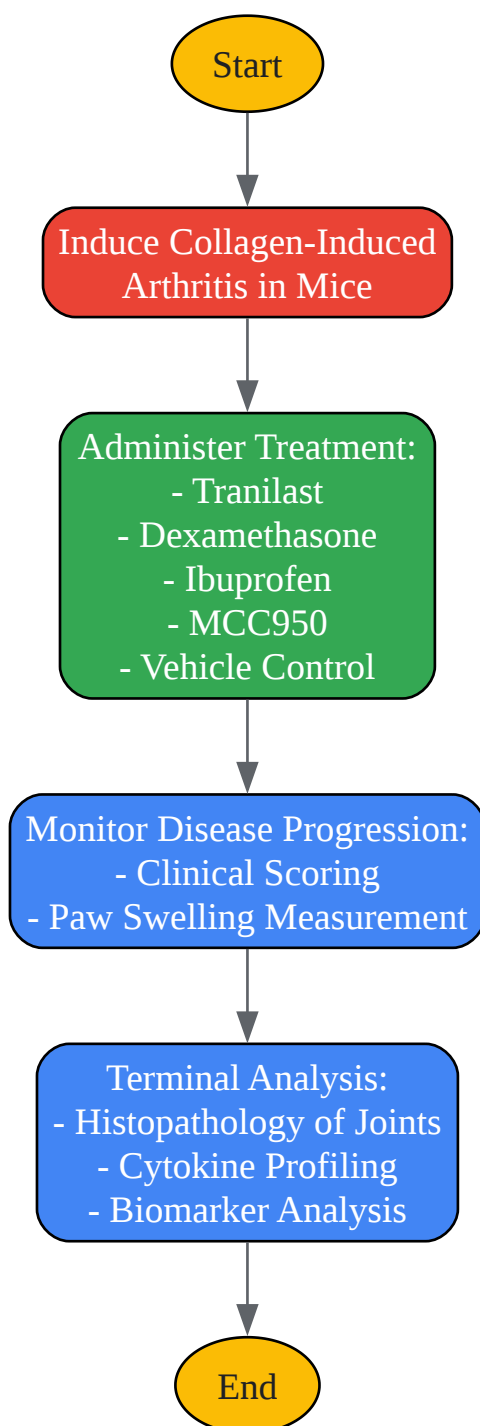 Start
Induce Collagen-Induced
Arthritis in Mice
Administer Treatment:
- Tranilast
- Dexamethasone
- Ibuprofen
- MCC950
- Vehicle Control
Monitor Disease Progression:
- Clinical Scoring
- Paw Swelling Measurement
Terminal Analysis:
- Histopathology of Joints
- Cytokine Profiling
- Biomarker Analysis
End